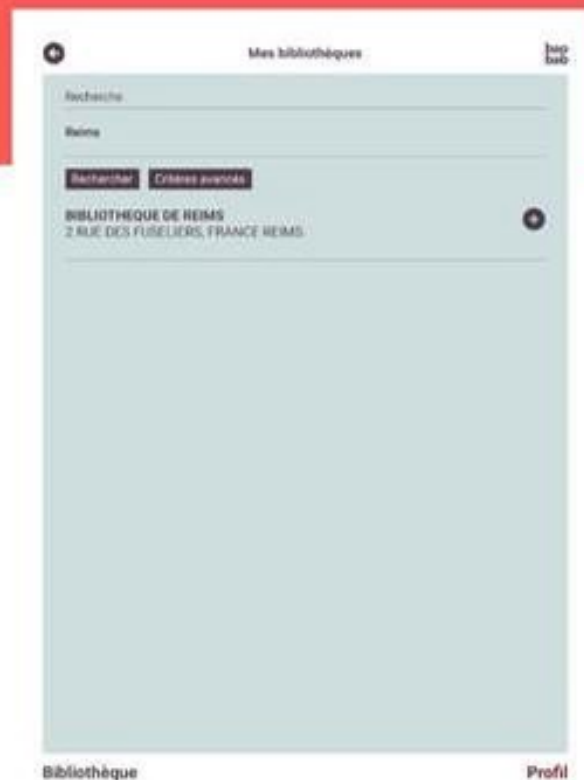 Mes bibliothèques
bao
bab
Recherche
Reims
Rechercher Critères avancés
BIBLIOTHEQUE DE REIMS
2 RUE DES FUSELIERS, FRANCE REIMS
Bibliothèque Profil